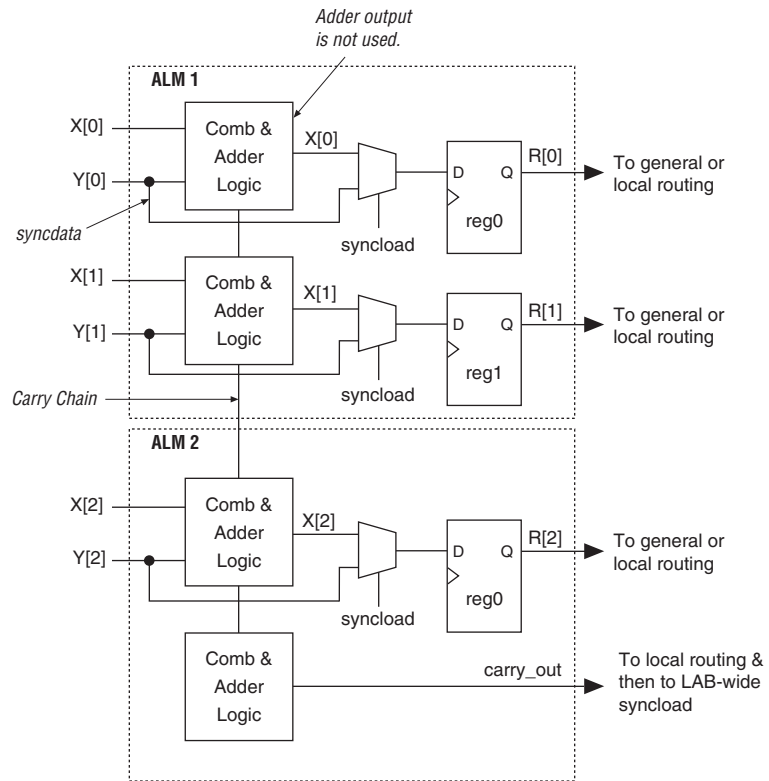 Adder output
is not used.
ALM 1
X[0]
Comb &
Adder
Logic
X[0]
Y[0]
D
Q
reg0
R[0]
To general or
local routing
syncdata
syncload
X[1]
Comb &
Adder
Logic
X[1]
Y[1]
D
Q
reg1
R[1]
To general or
local routing
syncload
Carry Chain
ALM 2
X[2]
Comb &
Adder
Logic
X[2]
Y[2]
D
Q
reg0
R[2]
To general or
local routing
syncload
Comb &
Adder
Logic
carry_out
To local routing &
then to LAB-wide
syncload